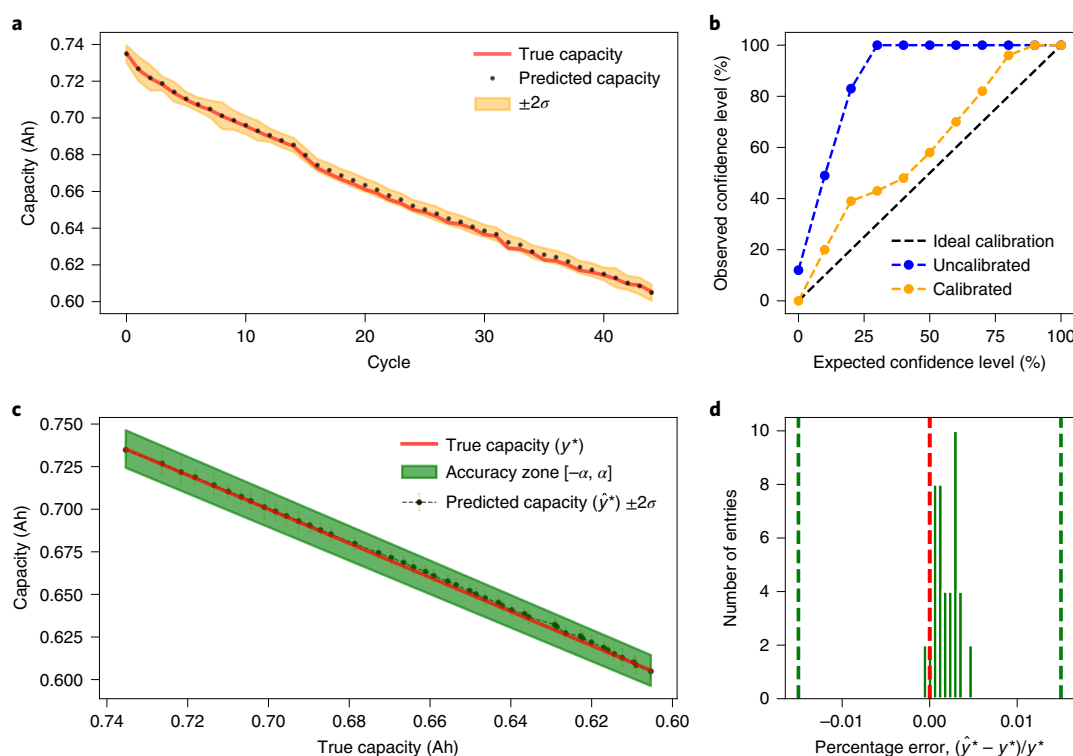 a
0.74
0.72
0.70
0.68
0.66
0.64
0.62
0.60
Capacity (Ah)
0 10 20 30 40
Cycle
True capacity
Predicted capacity
±2σ
b
100
80
60
40
20
0
Observed confidence level (%)
0 25 50 75 100
Expected confidence level (%)
Ideal calibration
Uncalibrated
Calibrated
c
0.750
0.725
0.700
0.675
0.650
0.625
0.600
Capacity (Ah)
0.74 0.72 0.70 0.68 0.66 0.64 0.62 0.60
True capacity (Ah)
True capacity (y*)
Accuracy zone [−α, α]
Predicted capacity (ŷ*) ±2σ
d
10
8
6
4
2
0
Number of entries
−0.01 0.00 0.01
Percentage error, (ŷ* − y*)/y*